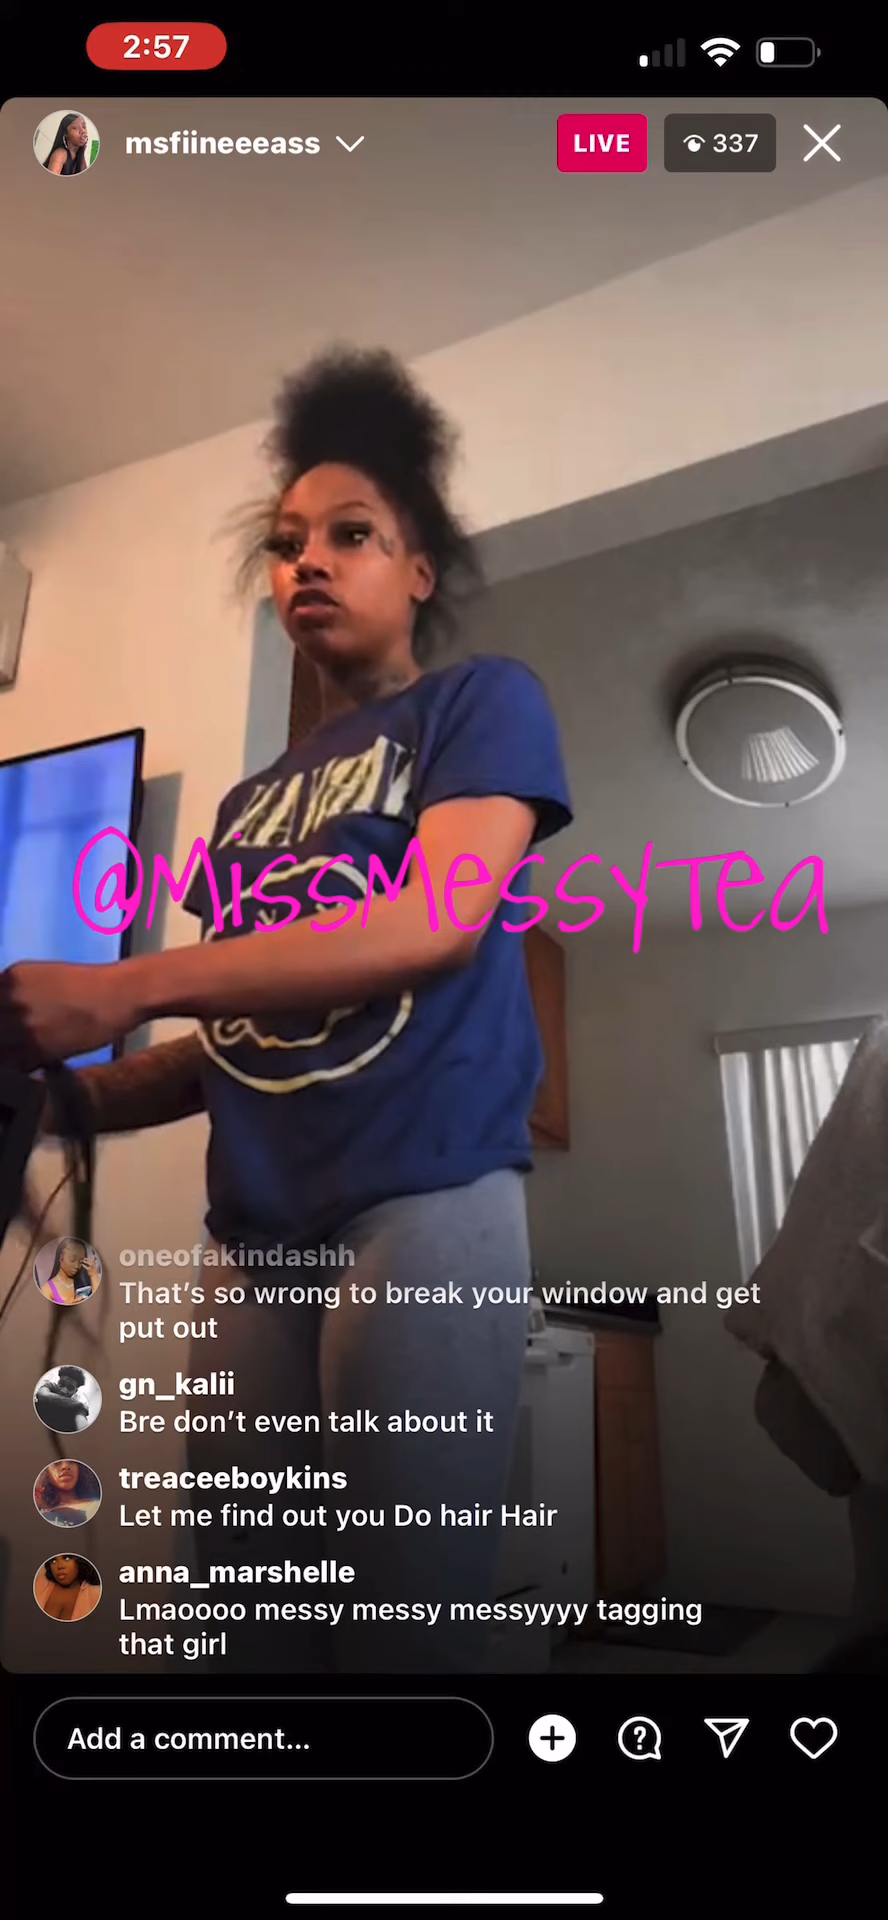 2:57
msfiineeeass
LIVE
337
NIRVANA
@MissMessyTea
oneofakindashh
That's so wrong to break your window and get
put out
gn_kalii
Bre don't even talk about it
treaceeboykins
Let me find out you Do hair Hair
anna_marshelle
Lmaoooo messy messy messyyyy tagging
that girl
Add a comment...